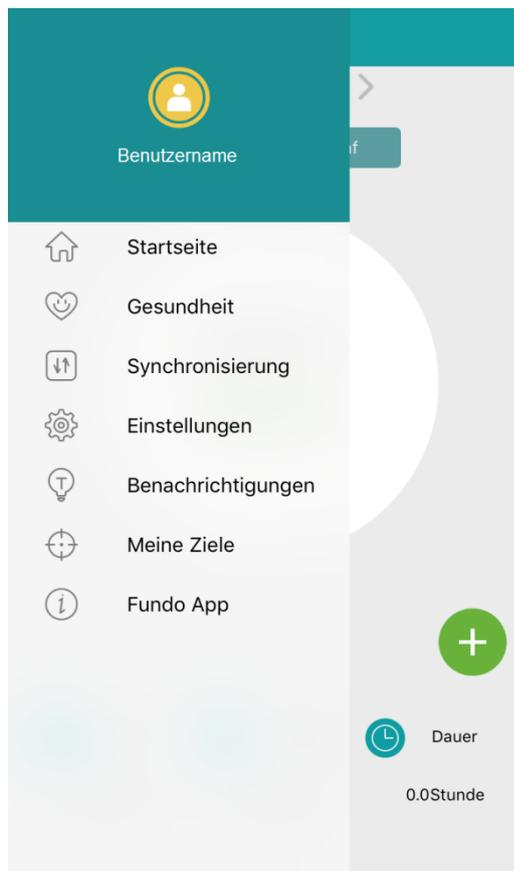 Benutzername
Startseite
Gesundheit
Synchronisierung
Einstellungen
Benachrichtigungen
Meine Ziele
Fundo App
Dauer
0.0Stunde